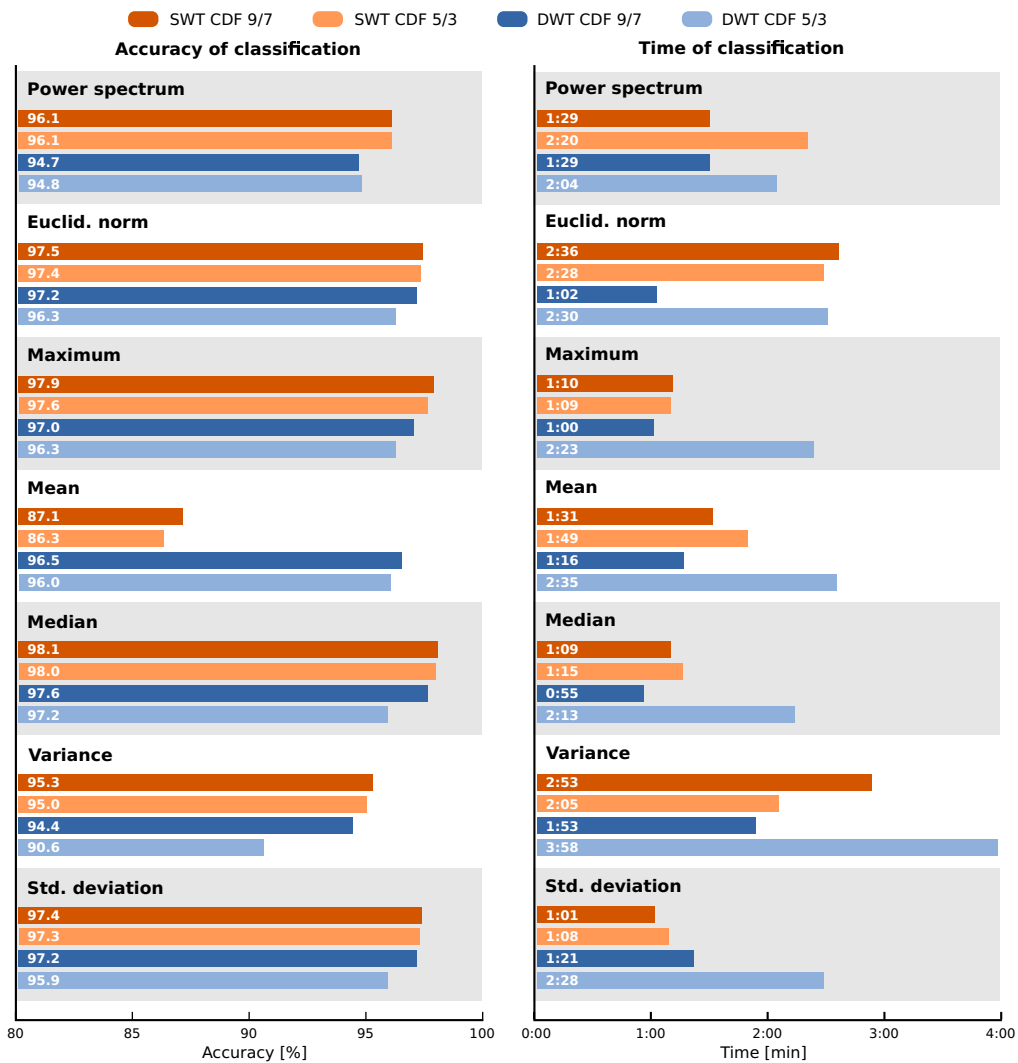 SWT CDF 9/7 SWT CDF 5/3 DWT CDF 9/7 DWT CDF 5/3
Accuracy of classification
Power spectrum
96.1
96.1
94.7
94.8
Euclid. norm
97.5
97.4
97.2
96.3
Maximum
97.9
97.6
97.0
96.3
Mean
87.1
86.3
96.5
96.0
Median
98.1
98.0
97.6
97.2
Variance
95.3
95.0
94.4
90.6
Std. deviation
97.4
97.3
97.2
95.9
80 85 90 95 100
Accuracy [%]
Time of classification
Power spectrum
1:29
2:20
1:29
2:04
Euclid. norm
2:36
2:28
1:02
2:30
Maximum
1:10
1:09
1:00
2:23
Mean
1:31
1:49
1:16
2:35
Median
1:09
1:15
0:55
2:13
Variance
2:53
2:05
1:53
3:58
Std. deviation
1:01
1:08
1:21
2:28
0:00 1:00 2:00 3:00 4:00
Time [min]